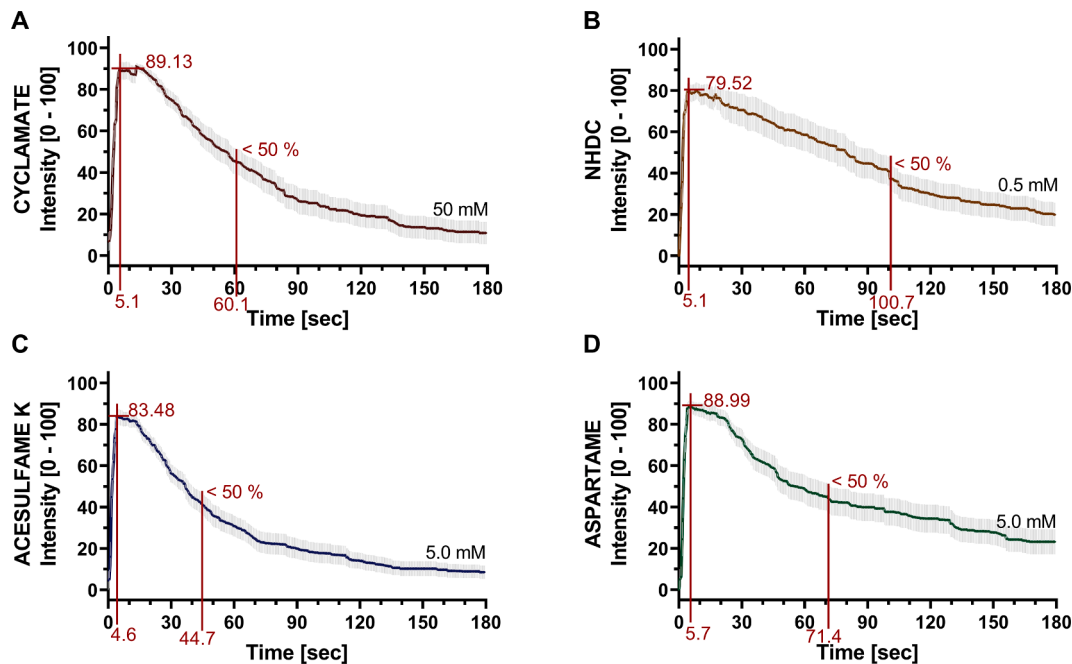 A
CYCLAMATE
Intensity [0 - 100]
100
80
60
40
20
0
89.13
< 50 %
50 mM
0 30 60 90 120 150 180
5.1 60.1
Time [sec]
B
NHDC
Intensity [0 - 100]
100
80
60
40
20
0
79.52
< 50 %
0.5 mM
0 30 60 90 120 150 180
5.1 100.7
Time [sec]
C
ACESULFAME K
Intensity [0 - 100]
100
80
60
40
20
0
83.48
< 50 %
5.0 mM
0 30 60 90 120 150 180
4.6 44.7
Time [sec]
D
ASPARTAME
Intensity [0 - 100]
100
80
60
40
20
0
88.99
< 50 %
5.0 mM
0 30 60 90 120 150 180
5.7 71.4
Time [sec]